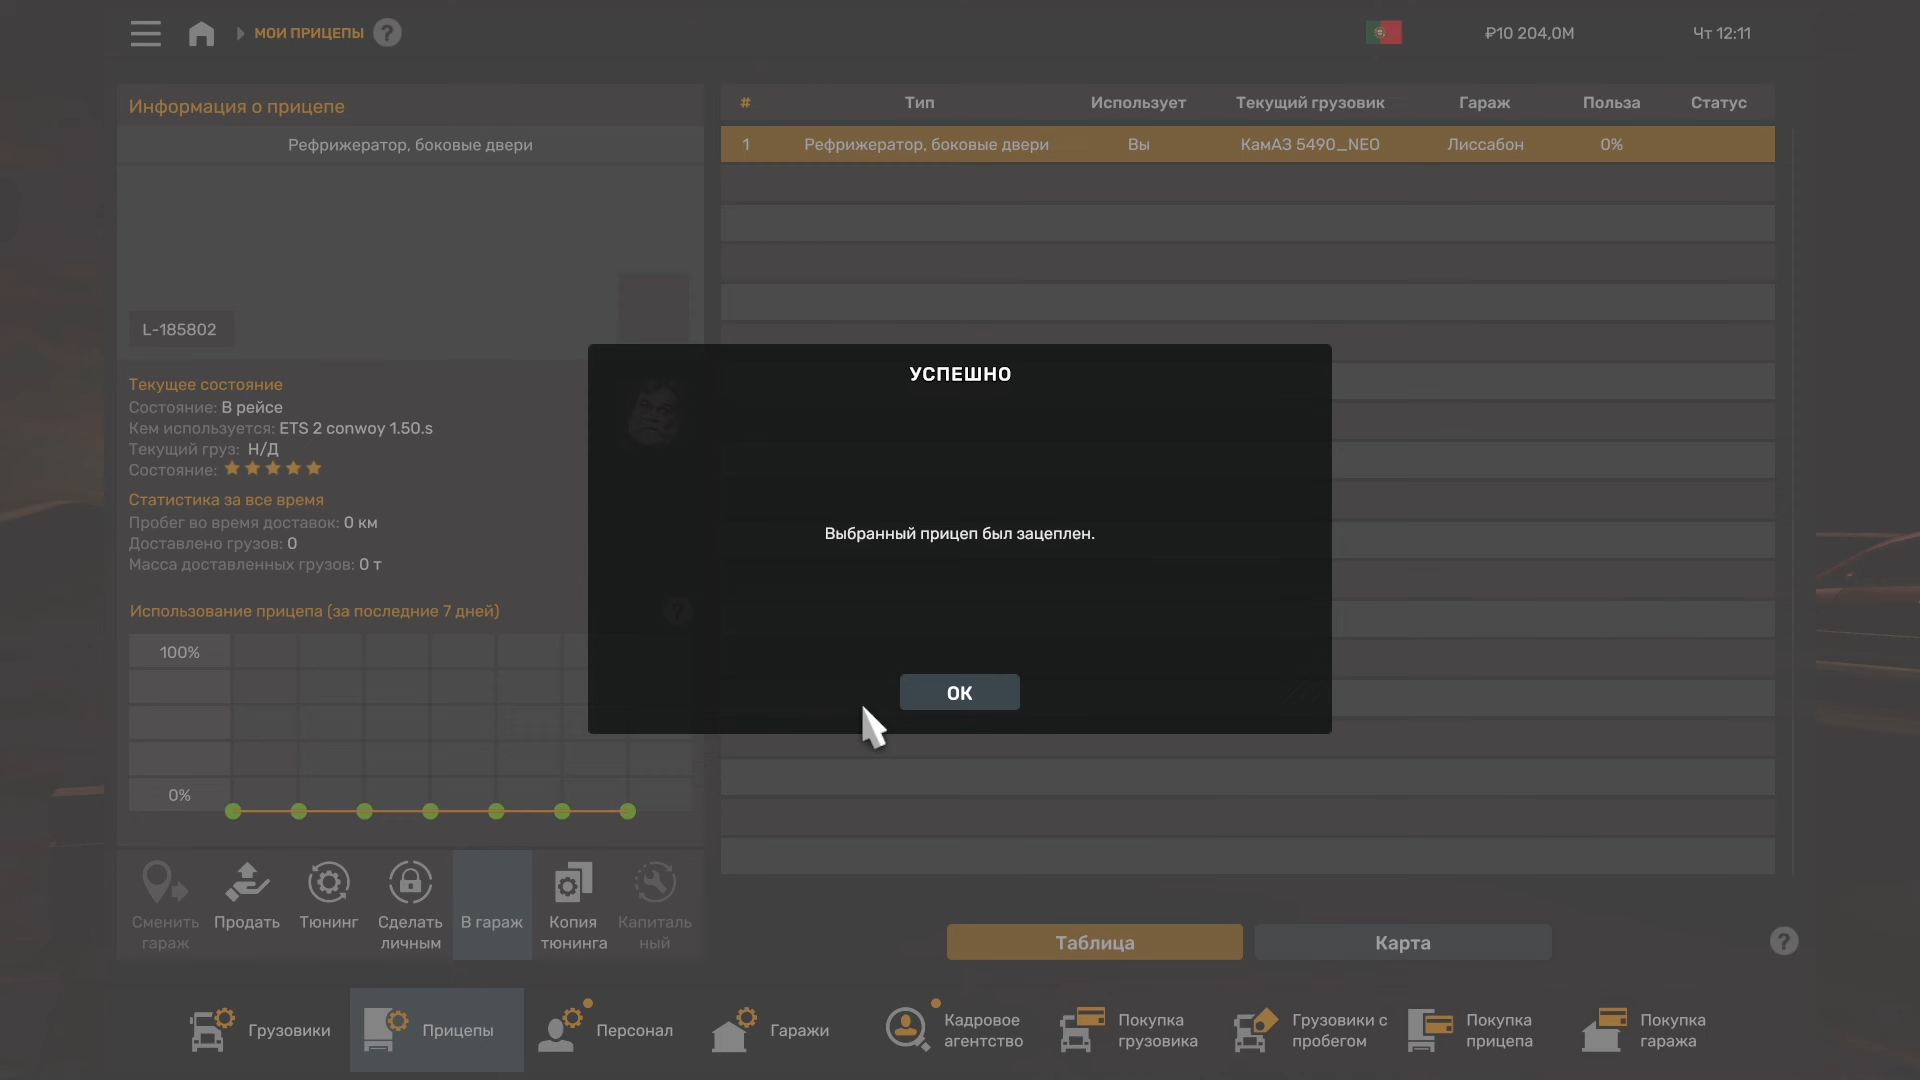 МОИ ПРИЦЕПЫ ?
₽10 204,0M
Чт 12:11
Информация о прицепе
Рефрижератор, боковые двери
L-185802
Текущее состояние
Состояние: В рейсе
Кем используется: ETS 2 conwoy 1.50.s
Текущий груз: Н/Д
Состояние:
Статистика за все время
Пробег во время доставок: 0 км
Доставлено грузов: 0
Масса доставленных грузов: 0 т
Использование прицепа (за последние 7 дней) ?
100%
0%
Сменить гараж
Продать
Тюнинг
Сделать личным
В гараж
Копия тюнинга
Капиталь ный
# Тип Использует Текущий грузовик Гараж Польза Статус
1 Рефрижератор, боковые двери Вы КамАЗ 5490_NEO Лиссабон 0%
УСПЕШНО
Выбранный прицеп был зацеплен.
ОК
Таблица
Карта
?
Грузовики
Прицепы
Персонал
Гаражи
Кадровое агентство
Покупка грузовика
Грузовики с пробегом
Покупка прицепа
Покупка гаража